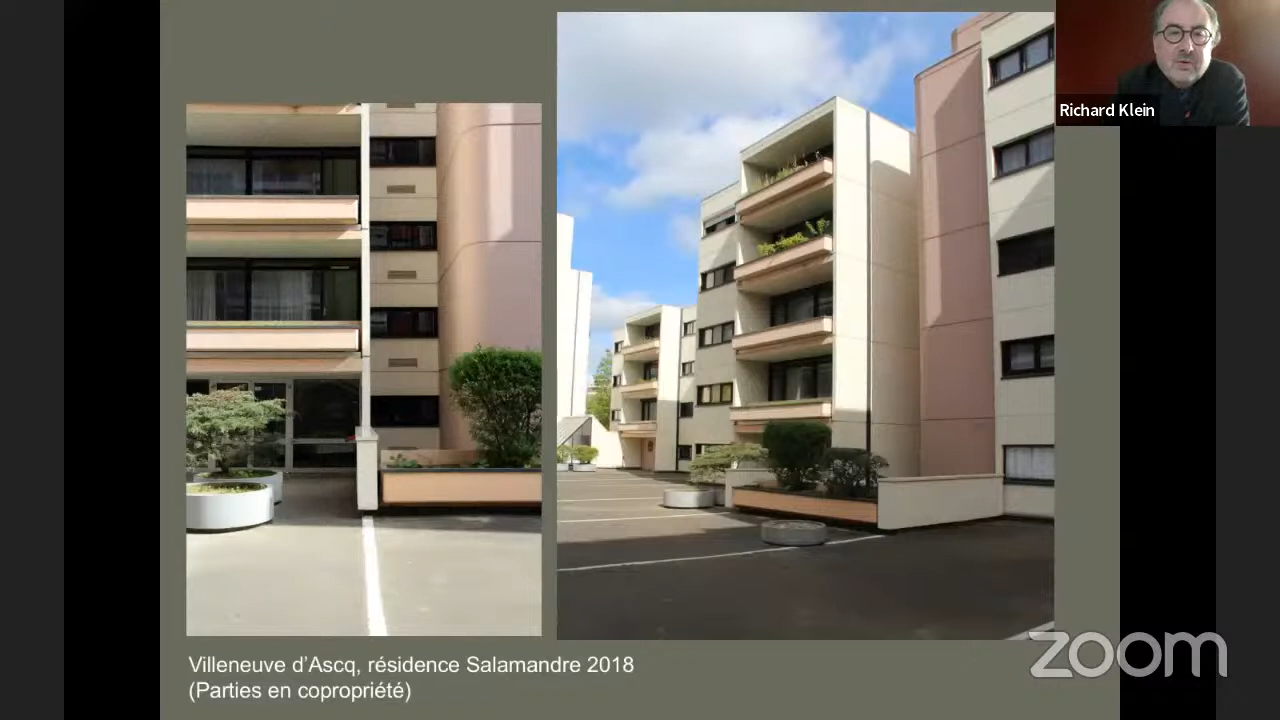 Richard Klein
Villeneuve d'Ascq, résidence Salamandre 2018
(Parties en copropriété)
zoom